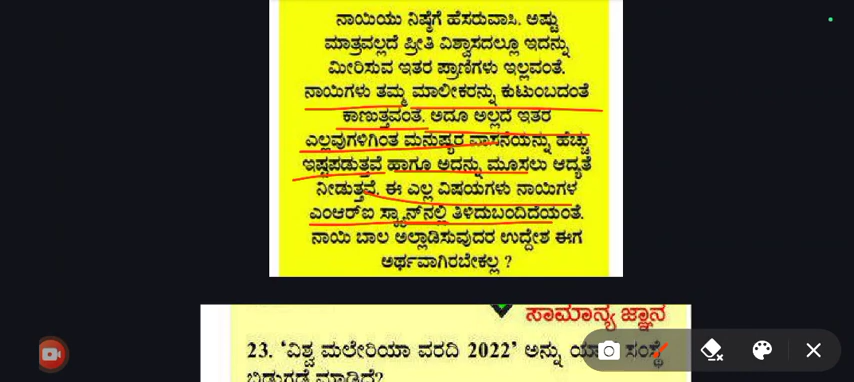 ನಾಯಿಯು ನಿಷ್ಠೆಗೆ ಹೆಸರುವಾಸಿ. ಅಷ್ಟು
ಮಾತ್ರವಲ್ಲದೆ ಪ್ರೀತಿ ವಿಶ್ವಾಸದಲ್ಲೂ ಇದನ್ನು
ಮೀರಿಸುವ ಇತರ ಪ್ರಾಣಿಗಳು ಇಲ್ಲವಂತೆ.
ನಾಯಿಗಳು ತಮ್ಮ ಮಾಲೀಕರನ್ನು ಕುಟುಂಬದಂತೆ
ಕಾಣುತ್ತವಂತೆ. ಅದೂ ಅಲ್ಲದೆ ಇತರ
ಎಲ್ಲವುಗಳಿಗಿಂತ ಮನುಷ್ಯರ ವಾಸನೆಯನ್ನು ಹೆಚ್ಚು
ಇಷ್ಟಪಡುತ್ತವೆ ಹಾಗೂ ಅದನ್ನು ಮೂಸಲು ಆದ್ಯತೆ
ನೀಡುತ್ತವೆ. ಈ ಎಲ್ಲ ವಿಷಯಗಳು ನಾಯಿಗಳ
ಎಂಆರ್‌ಐ ಸ್ಕ್ಯಾನ್‌ನಲ್ಲಿ ತಿಳಿದುಬಂದಿದೆಯಂತೆ.
ನಾಯಿ ಬಾಲ ಅಲ್ಲಾಡಿಸುವುದರ ಉದ್ದೇಶ ಈಗ
ಅರ್ಥವಾಗಿರಬೇಕಲ್ಲ ?
ಸಾಮಾನ್ಯ ಜ್ಞಾನ
23. ‘ವಿಶ್ವ ಮಲೇರಿಯಾ ವರದಿ 2022’ ಅನ್ನು ಸಂಸ್ಥೆ
ಬಿಡುಗಡೆ ಮಾಡಿದೆ?